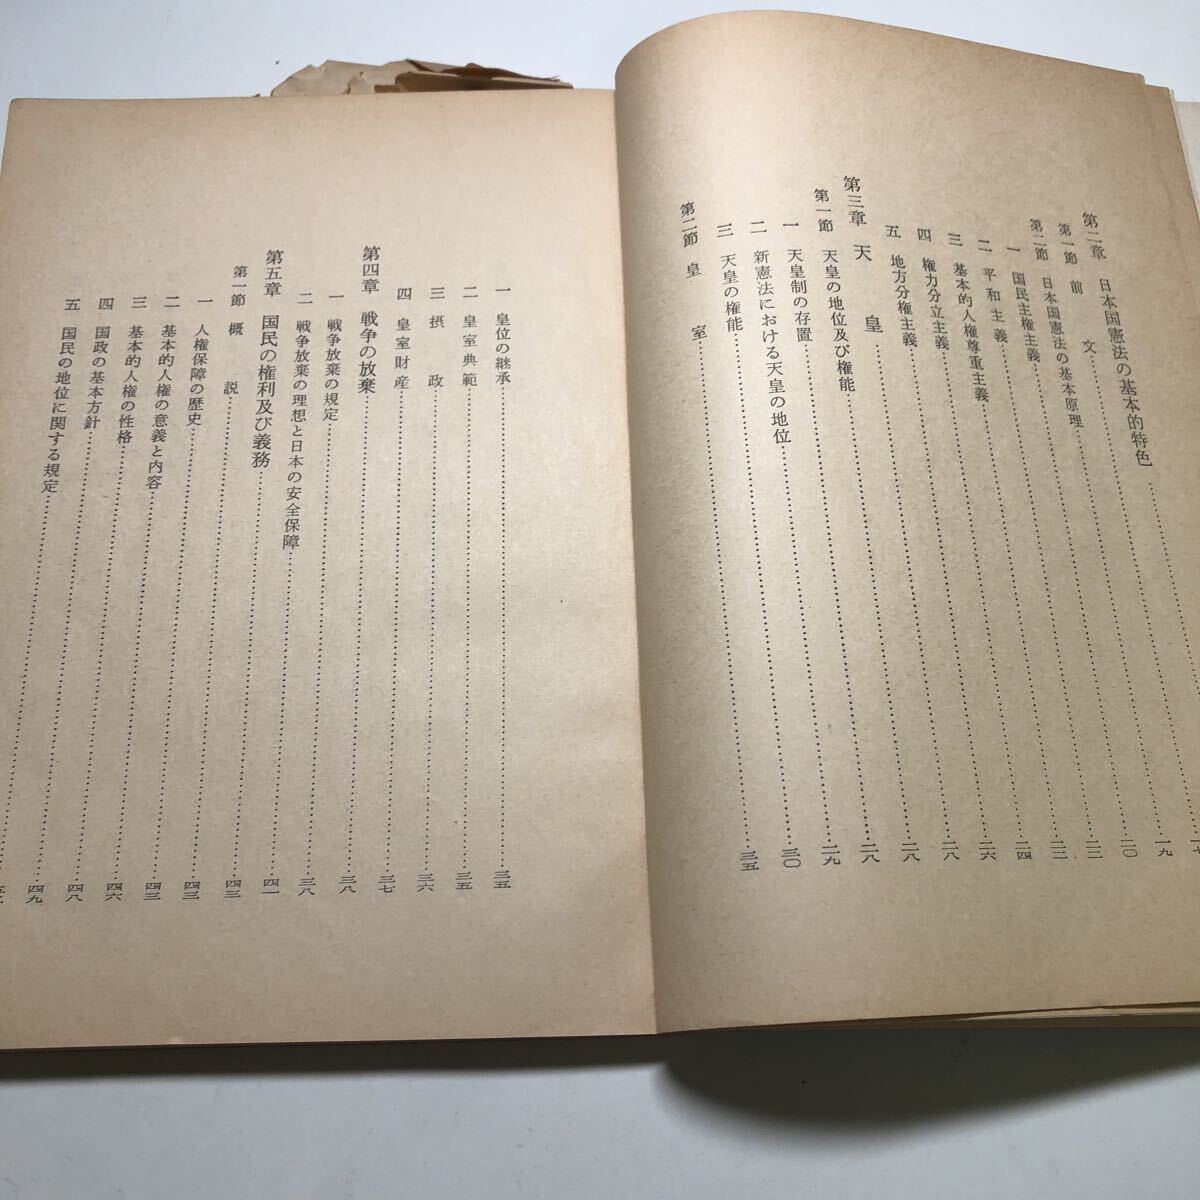 第二章 日本国憲法の基本的特色
第一節 前文……一七
第二節 日本国憲法の基本原理……一九
一 国民主権主義……二〇
二 平和主義……二二
三 基本的人権尊重主義……二二
四 権力分立主義……二四
五 地方分権主義……二六
第三章 天皇……二八
第一節 天皇の地位及び権能……二八
一 天皇制の存置……二八
二 新憲法における天皇の地位……二九
三 天皇の権能……三〇
第二節 皇室……三五
一 皇位の継承……三五
二 皇室典範……三五
三 摂政……三六
四 皇室財産……三七
第四章 戦争の放棄……三八
一 戦争放棄の規定……三八
二 戦争放棄の理想と日本の安全保障……四一
第五章 国民の権利及び義務……四三
第一節 概説……四三
一 人権保障の歴史……四三
二 基本的人権の意義と内容……四六
三 基本的人権の性格……四八
四 国政の基本方針……四九
五 国民の地位に関する規定